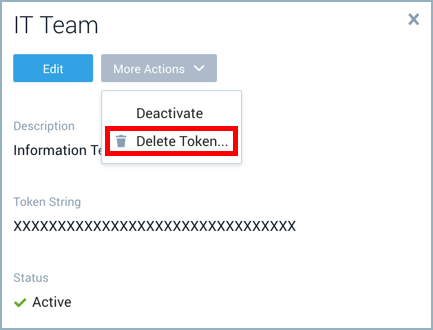 IT Team
Edit
More Actions
Deactivate
Delete Token...
Description
Information Te
Token String
XXXXXXXXXXXXXXXXXXXXXXXXXXXXXXXX
Status
Active